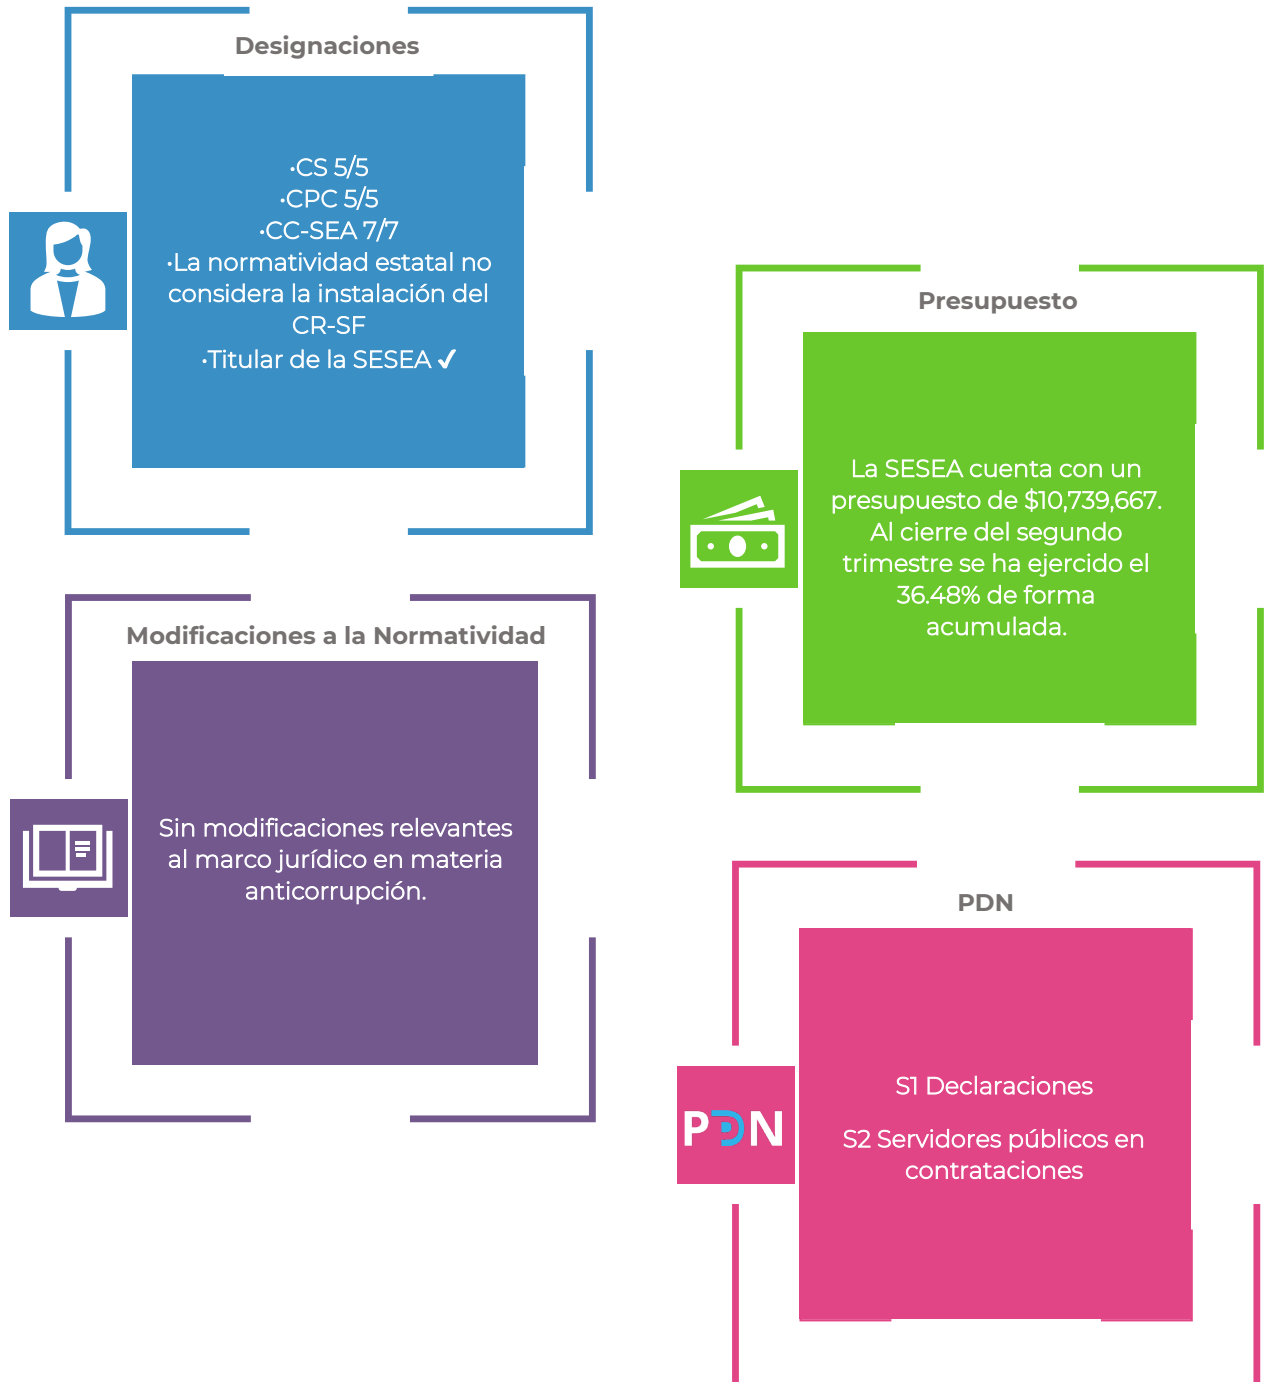 Designaciones
•CS 5/5
•CPC 5/5
•CC-SEA 7/7
•La normatividad estatal no
considera la instalación del
CR-SF
•Titular de la SESEA ✔
Presupuesto
La SESEA cuenta con un
presupuesto de $10,739,667.
Al cierre del segundo
trimestre se ha ejercido el
36.48% de forma
acumulada.
Modificaciones a la Normatividad
Sin modificaciones relevantes
al marco jurídico en materia
anticorrupción.
PDN
PDN
S1 Declaraciones
S2 Servidores públicos en
contrataciones